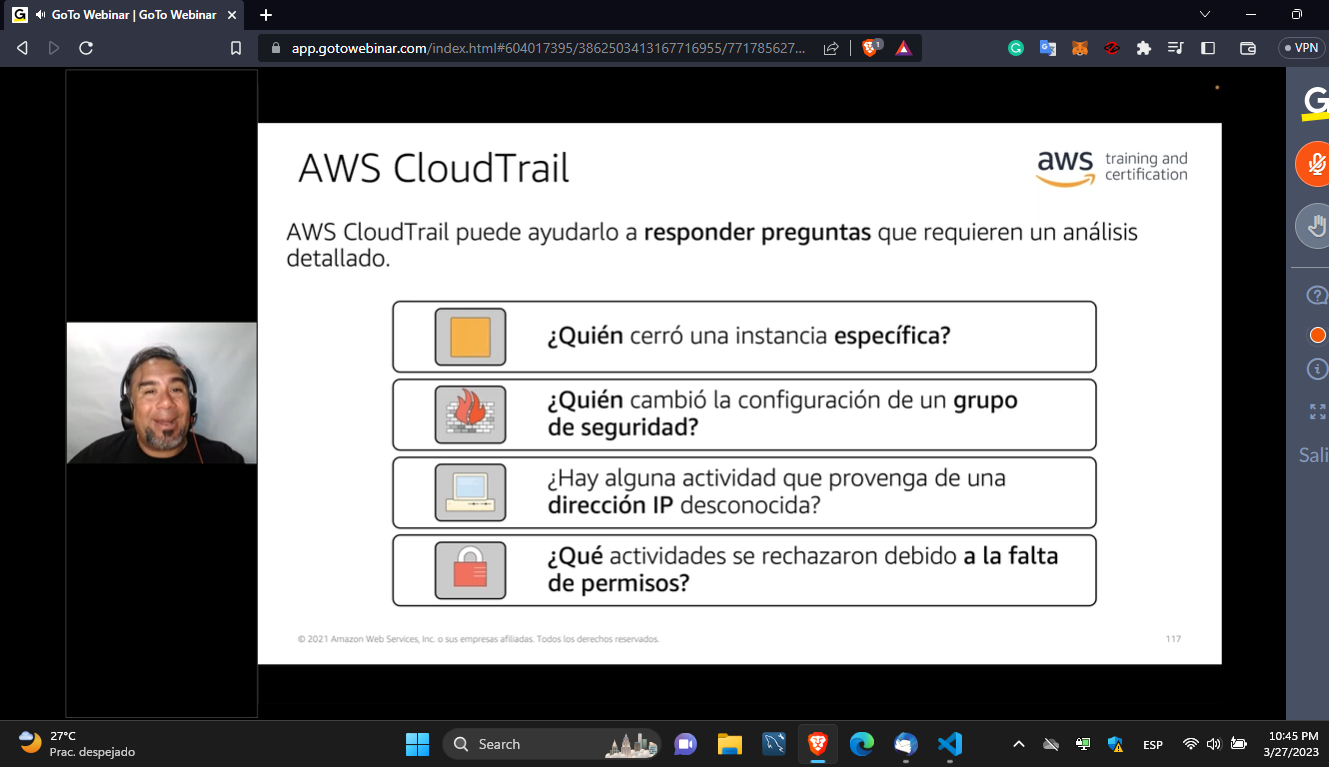 GoTo Webinar | GoTo Webinar
app.gotowebinar.com/index.html#604017395/3862503413167716955/771785627...
1
VPN
AWS CloudTrail
aws training and
certification
AWS CloudTrail puede ayudarlo a responder preguntas que requieren un análisis
detallado.
¿Quién cerró una instancia específica?
¿Quién cambió la configuración de un grupo
de seguridad?
¿Hay alguna actividad que provenga de una
dirección IP desconocida?
¿Qué actividades se rechazaron debido a la falta
de permisos?
© 2021 Amazon Web Services, Inc. o sus empresas afiliadas. Todos los derechos reservados.
117
Sali
27°C
Prac. despejado
Search
ESP
10:45 PM
3/27/2023